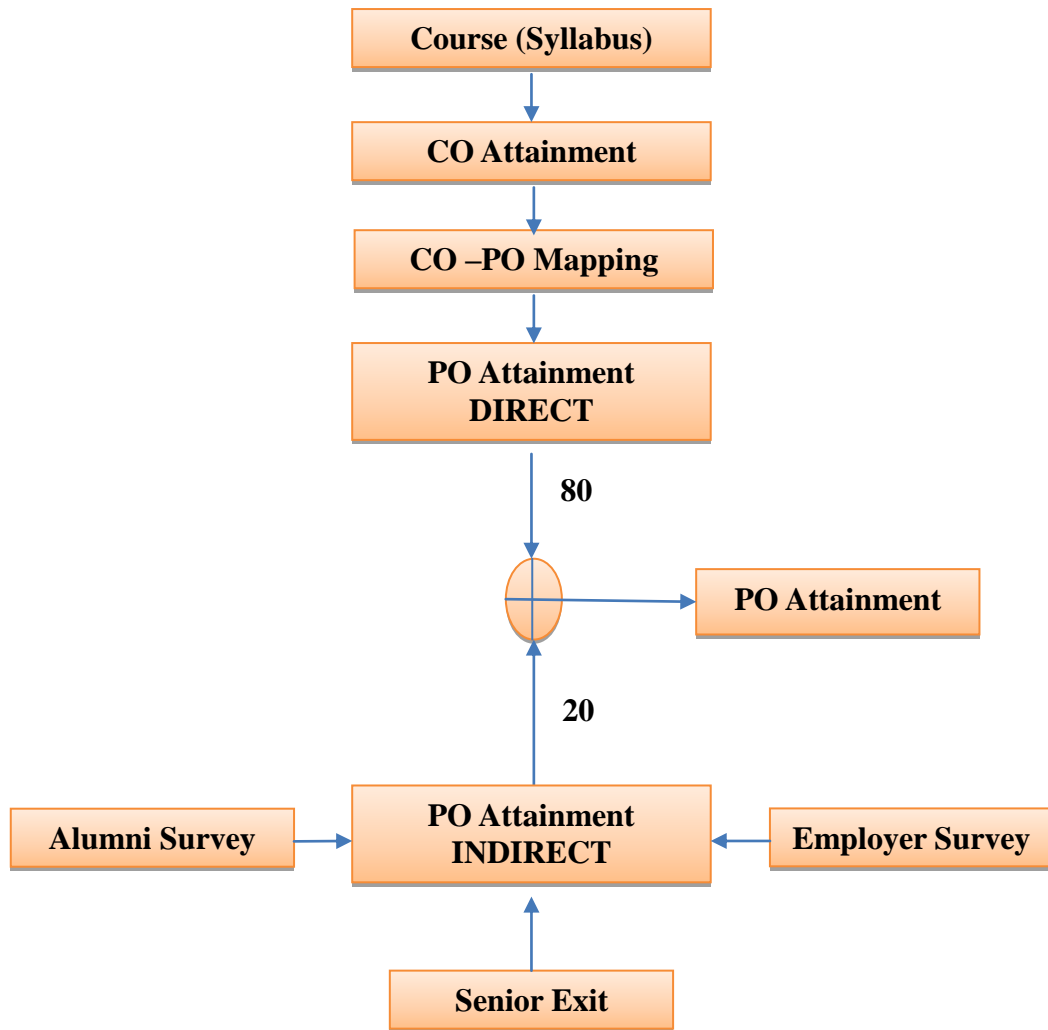 Course (Syllabus)
CO Attainment
CO –PO Mapping
PO Attainment
DIRECT
80
PO Attainment
20
Alumni Survey
PO Attainment
INDIRECT
Employer Survey
Senior Exit